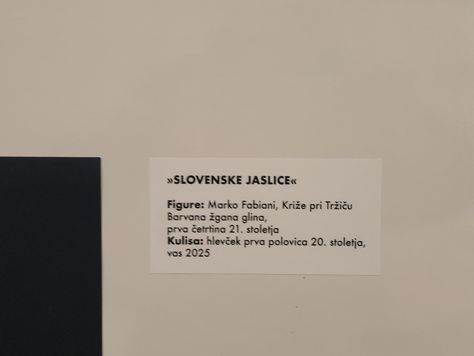 »SLOVENSKE JASLICE«
Figure: Marko Fabiani, Križe pri Tržiču
Barvana žgana glina,
prva četrtina 21. stoletja
Kulisa: hlevček prva polovica 20. stoletja,
vas 2025